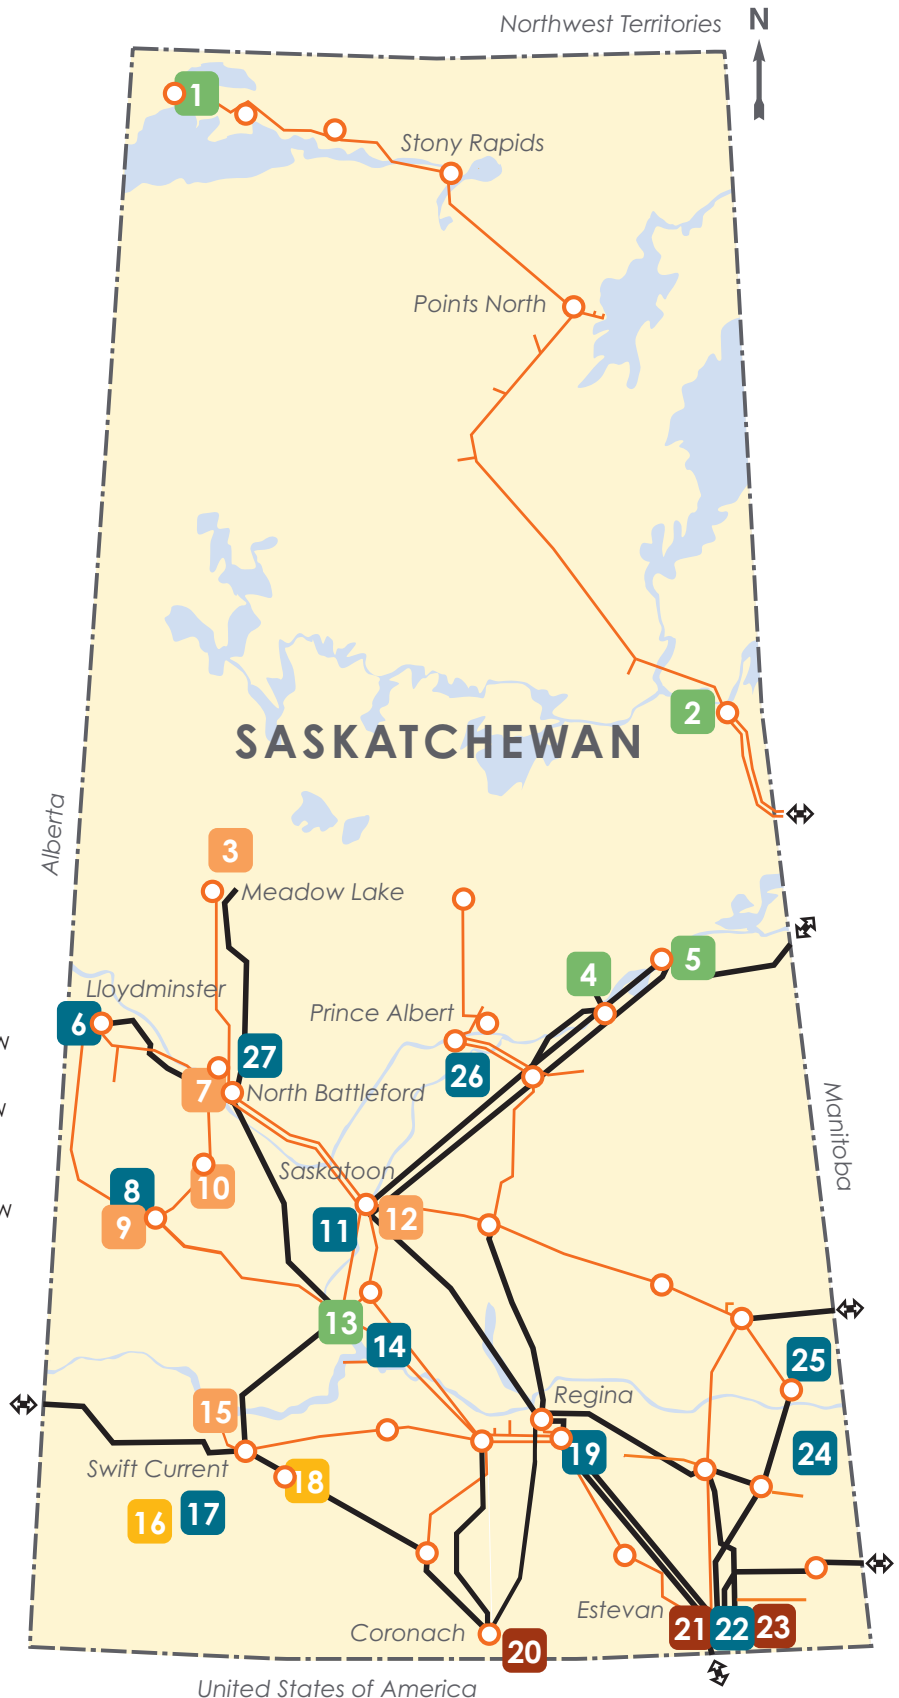 Northwest Territories
N
1
Stony Rapids
Points North
2
SASKATCHEWAN
Alberta
3
Meadow Lake
4
5
Lloydminster
Prince Albert
6
w
27
26
7
North Battleford
Manitoba
w
Saskatoon
8
10
9
w
11
12
13
14
25
15
Regina
19
24
Swift Current
18
16
17
Estevan
21
22
23
Coronach
20
United States of America